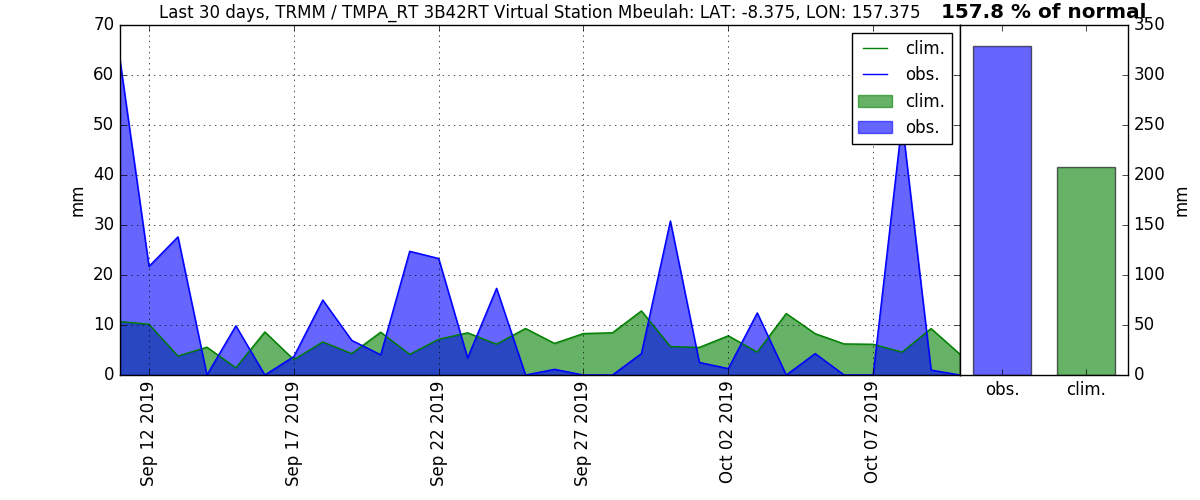 Last 30 days, TRMM / TMPA_RT 3B42RT Virtual Station Mbeulah: LAT: -8.375, LON: 157.375
157.8 % of normal
70
60
50
40
30
20
10
0
mm
clim.
obs.
clim.
obs.
350
300
250
200
150
100
50
0
mm
Sep 12 2019
Sep 17 2019
Sep 22 2019
Sep 27 2019
Oct 02 2019
Oct 07 2019
obs.
clim.